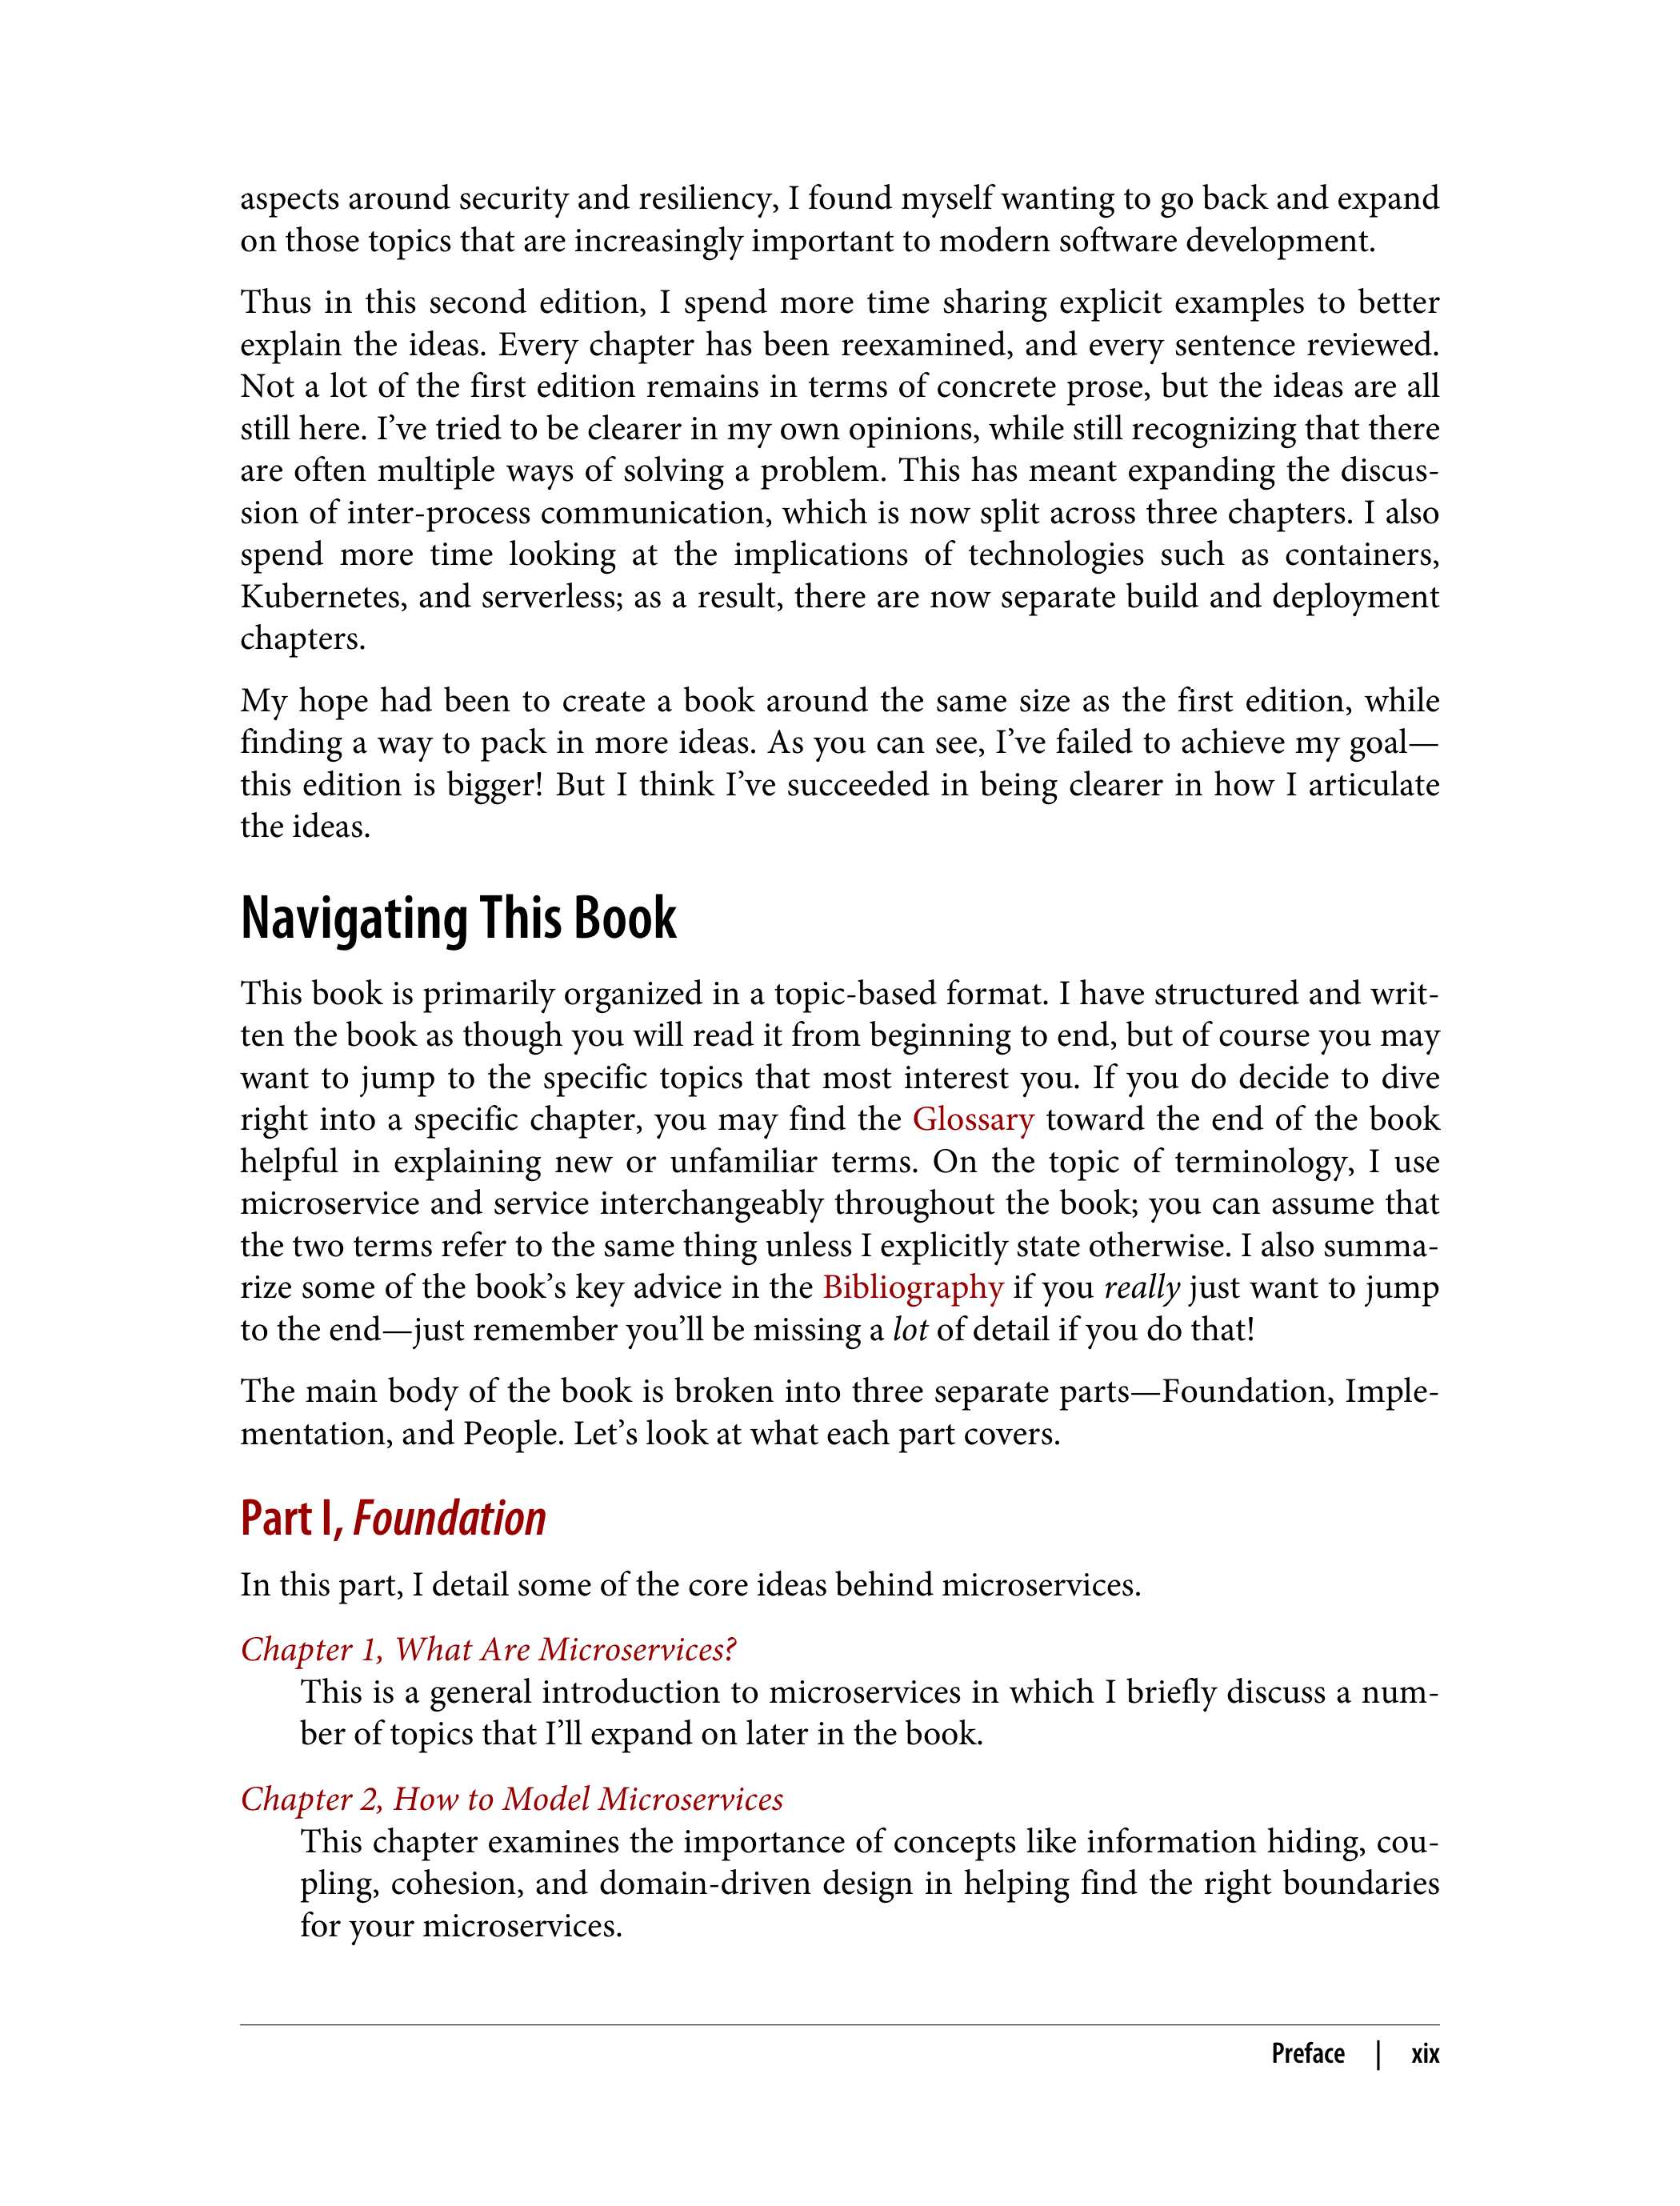 aspects around security and resiliency, I found myself wanting to go back and expand
on those topics that are increasingly important to modern software development.
Thus in this second edition, I spend more time sharing explicit examples to better
explain the ideas. Every chapter has been reexamined, and every sentence reviewed.
Not a lot of the first edition remains in terms of concrete prose, but the ideas are all
still here. I’ve tried to be clearer in my own opinions, while still recognizing that there
are often multiple ways of solving a problem. This has meant expanding the discus-
sion of inter-process communication, which is now split across three chapters. I also
spend more time looking at the implications of technologies such as containers,
Kubernetes, and serverless; as a result, there are now separate build and deployment
chapters.
My hope had been to create a book around the same size as the first edition, while
finding a way to pack in more ideas. As you can see, I’ve failed to achieve my goal—
this edition is bigger! But I think I’ve succeeded in being clearer in how I articulate
the ideas.
Navigating This Book
This book is primarily organized in a topic-based format. I have structured and writ-
ten the book as though you will read it from beginning to end, but of course you may
want to jump to the specific topics that most interest you. If you do decide to dive
right into a specific chapter, you may find the Glossary toward the end of the book
helpful in explaining new or unfamiliar terms. On the topic of terminology, I use
microservice and service interchangeably throughout the book; you can assume that
the two terms refer to the same thing unless I explicitly state otherwise. I also summa-
rize some of the book’s key advice in the Bibliography if you really just want to jump
to the end—just remember you’ll be missing a lot of detail if you do that!
The main body of the book is broken into three separate parts—Foundation, Imple-
mentation, and People. Let’s look at what each part covers.
Part I, Foundation
In this part, I detail some of the core ideas behind microservices.
Chapter 1, What Are Microservices?
This is a general introduction to microservices in which I briefly discuss a num-
ber of topics that I’ll expand on later in the book.
Chapter 2, How to Model Microservices
This chapter examines the importance of concepts like information hiding, cou-
pling, cohesion, and domain-driven design in helping find the right boundaries
for your microservices.
Preface | xix